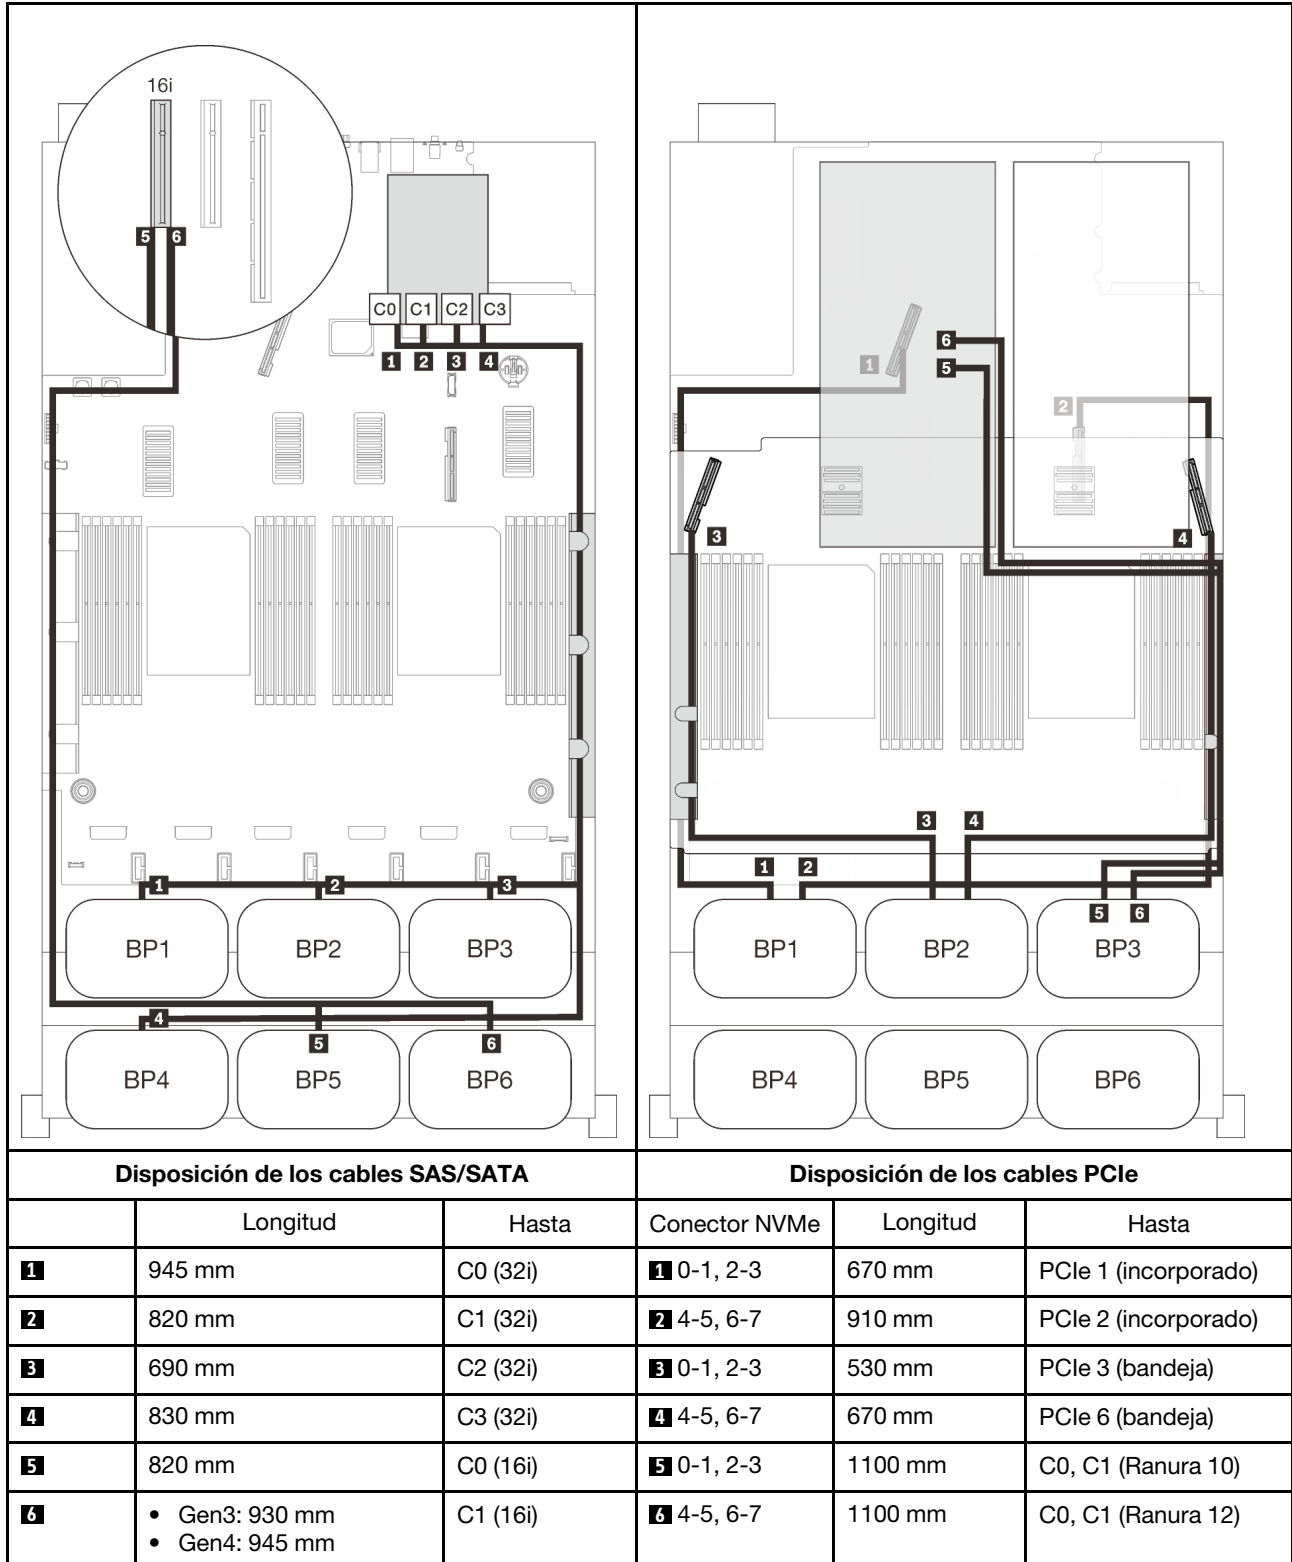 16i
5 6
C0 C1 C2 C3
1 2 3 4
1 2 3
BP1 BP2 BP3
4
5 6
BP4 BP5 BP6
1
6
5
2
3 4
3 4
1 2
5 6
BP1 BP2 BP3
BP4 BP5 BP6
Disposición de los cables SAS/SATA
Disposición de los cables PCIe
Longitud Hasta Conector NVMe Longitud Hasta
1 945 mm C0 (32i) 1 0-1, 2-3 670 mm PCIe 1 (incorporado)
2 820 mm C1 (32i) 2 4-5, 6-7 910 mm PCIe 2 (incorporado)
3 690 mm C2 (32i) 3 0-1, 2-3 530 mm PCIe 3 (bandeja)
4 830 mm C3 (32i) 4 4-5, 6-7 670 mm PCIe 6 (bandeja)
5 820 mm C0 (16i) 5 0-1, 2-3 1100 mm C0, C1 (Ranura 10)
6 • Gen3: 930 mm C1 (16i) 6 4-5, 6-7 1100 mm C0, C1 (Ranura 12)
• Gen4: 945 mm